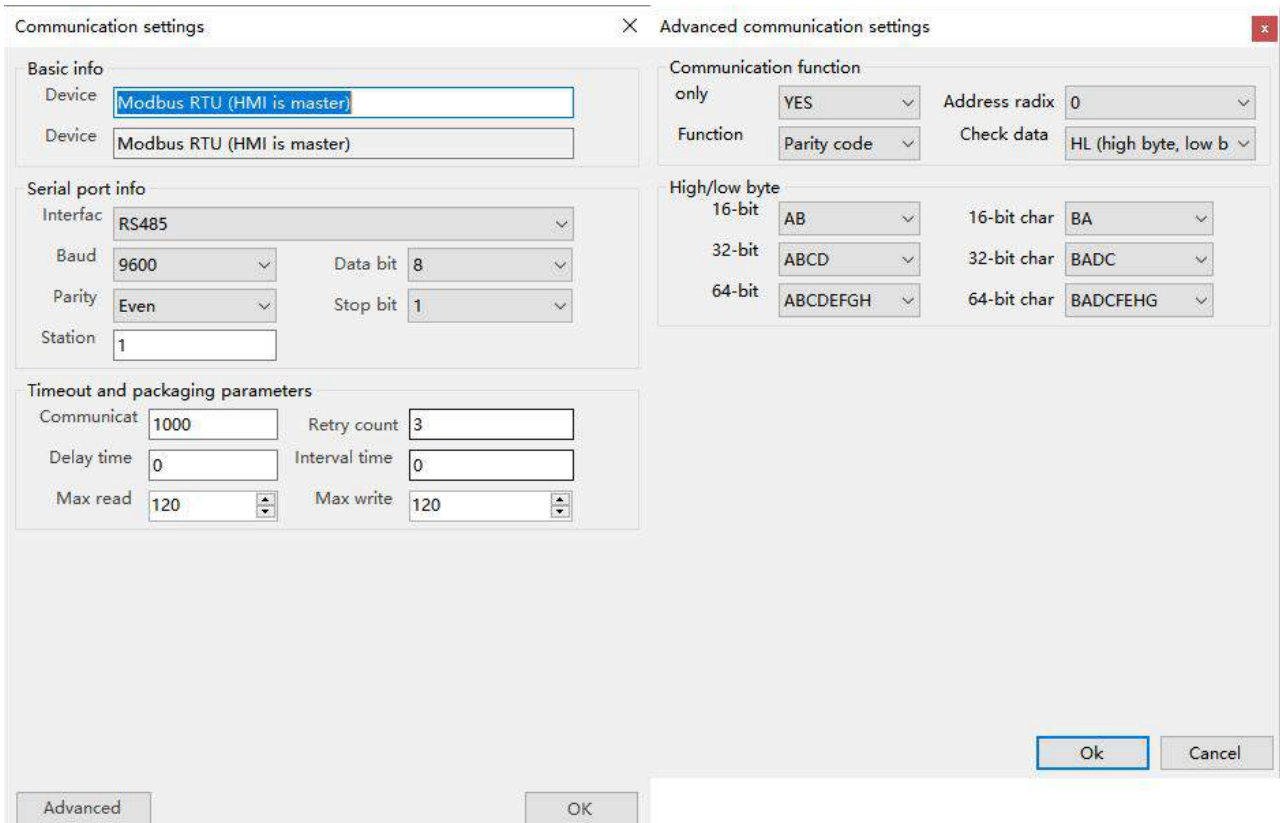 Communication settings
Basic info
Device Modbus RTU (HMI is master)
Device Modbus RTU (HMI is master)
Serial port info
Interfac RS485
Baud 9600 Data bit 8
Parity Even Stop bit 1
Station 1
Timeout and packaging parameters
Communicat 1000 Retry count 3
Delay time 0 Interval time 0
Max read 120 Max write 120
Advanced OK
Advanced communication settings
x
Communication function
only YES Address radix 0
Function Parity code Check data HL (high byte, low b
High/low byte
16-bit AB 16-bit char BA
32-bit ABCD 32-bit char BADC
64-bit ABCDEFGH 64-bit char BADCFEHG
Ok Cancel